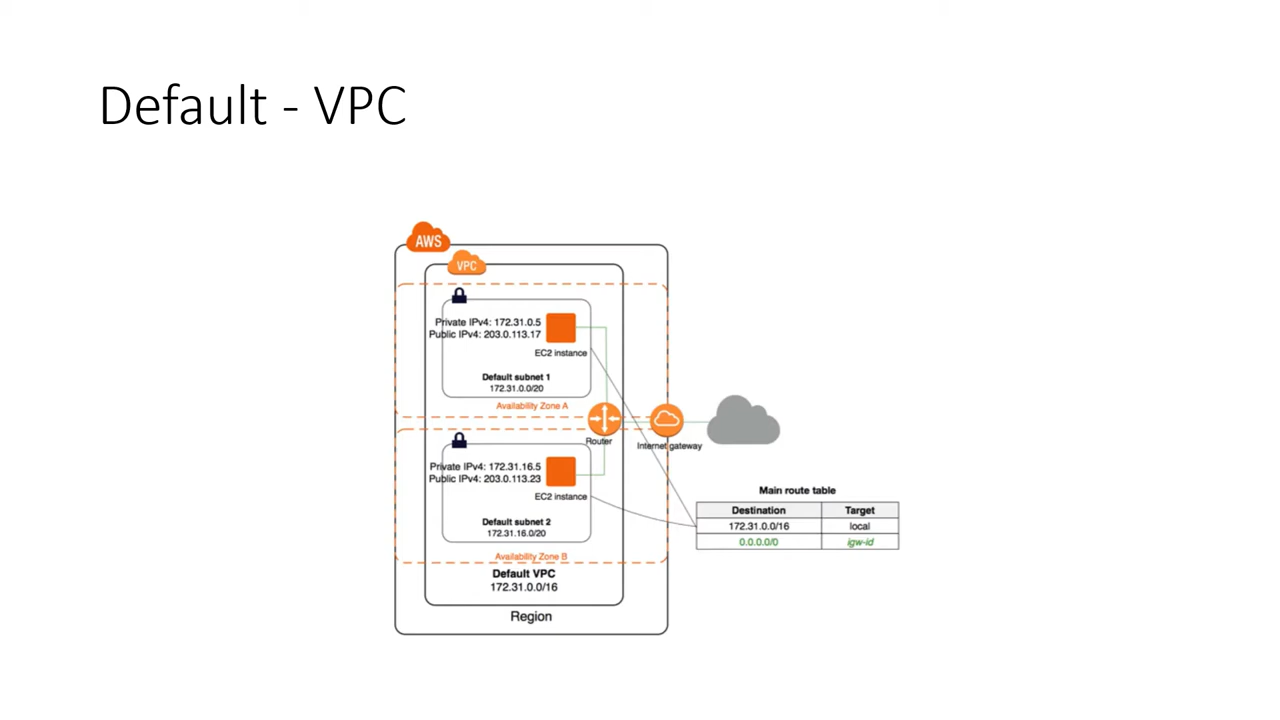 Default - VPC
AWS
VPC
Private IPv4: 172.31.0.5
Public IPv4: 203.0.113.17
EC2 instance
Default subnet 1
172.31.0.0/20
Availability Zone A
Router
Internet gateway
Private IPv4: 172.31.16.5
Public IPv4: 203.0.113.23
EC2 instance
Default subnet 2
172.31.16.0/20
Availability Zone B
Default VPC
172.31.0.0/16
Region
Main route table
Destination Target
172.31.0.0/16 local
0.0.0.0/0 igw-id